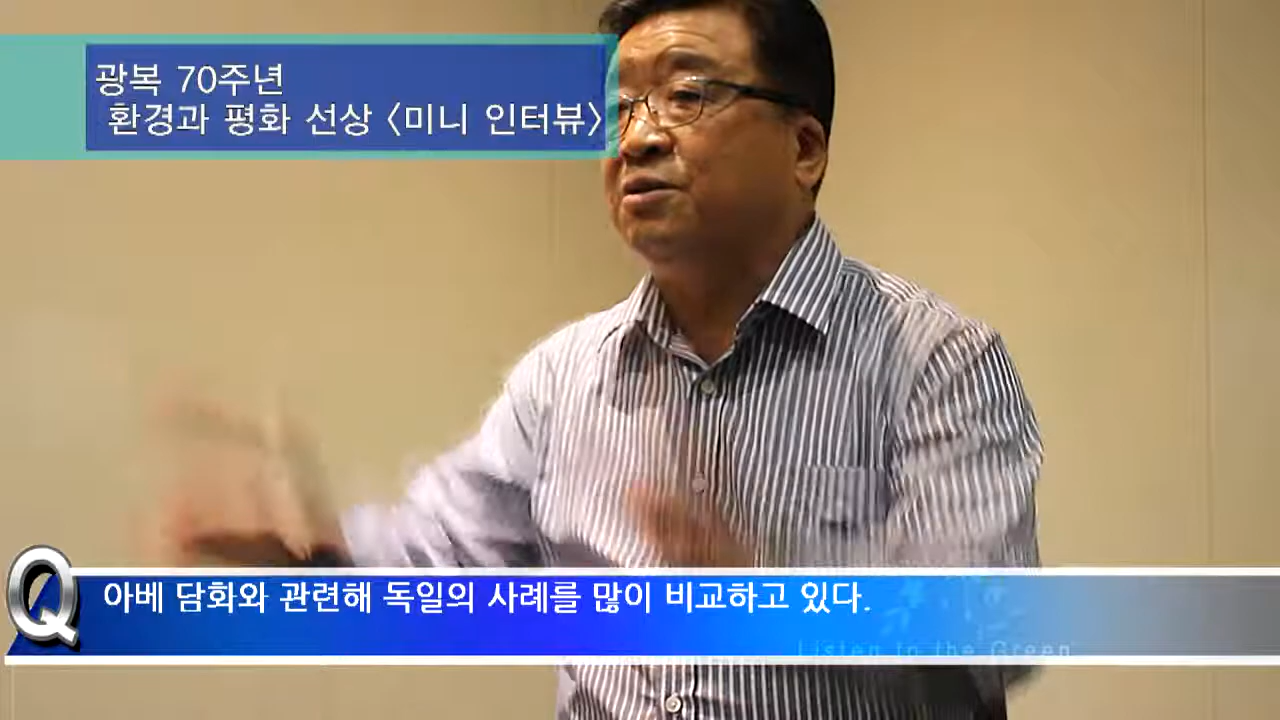 광복 70주년
환경과 평화 선상 <미니 인터뷰>
Q 아베 담화와 관련해 독일의 사례를 많이 비교하고 있다.
Listen to the Green